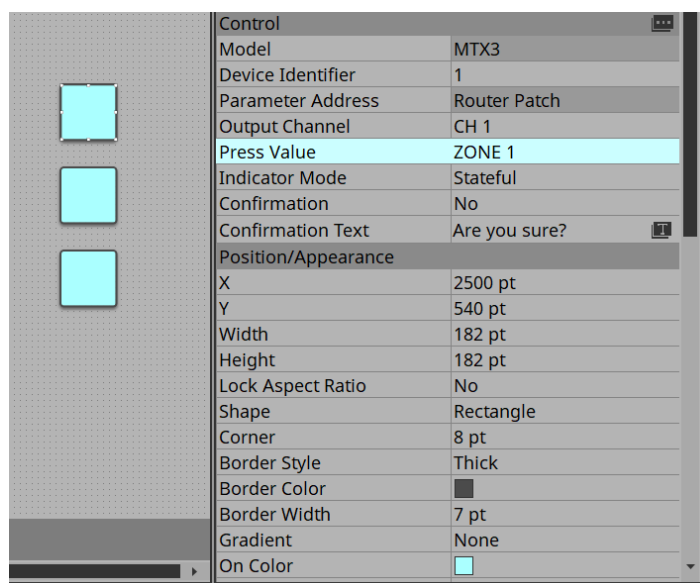 Control
Model MTX3
Device Identifier 1
Parameter Address Router Patch
Output Channel CH 1
Press Value ZONE 1
Indicator Mode Stateful
Confirmation No
Confirmation Text Are you sure? T
Position/Appearance
X 2500 pt
Y 540 pt
Width 182 pt
Height 182 pt
Lock Aspect Ratio No
Shape Rectangle
Corner 8 pt
Border Style Thick
Border Color
Border Width 7 pt
Gradient None
On Color